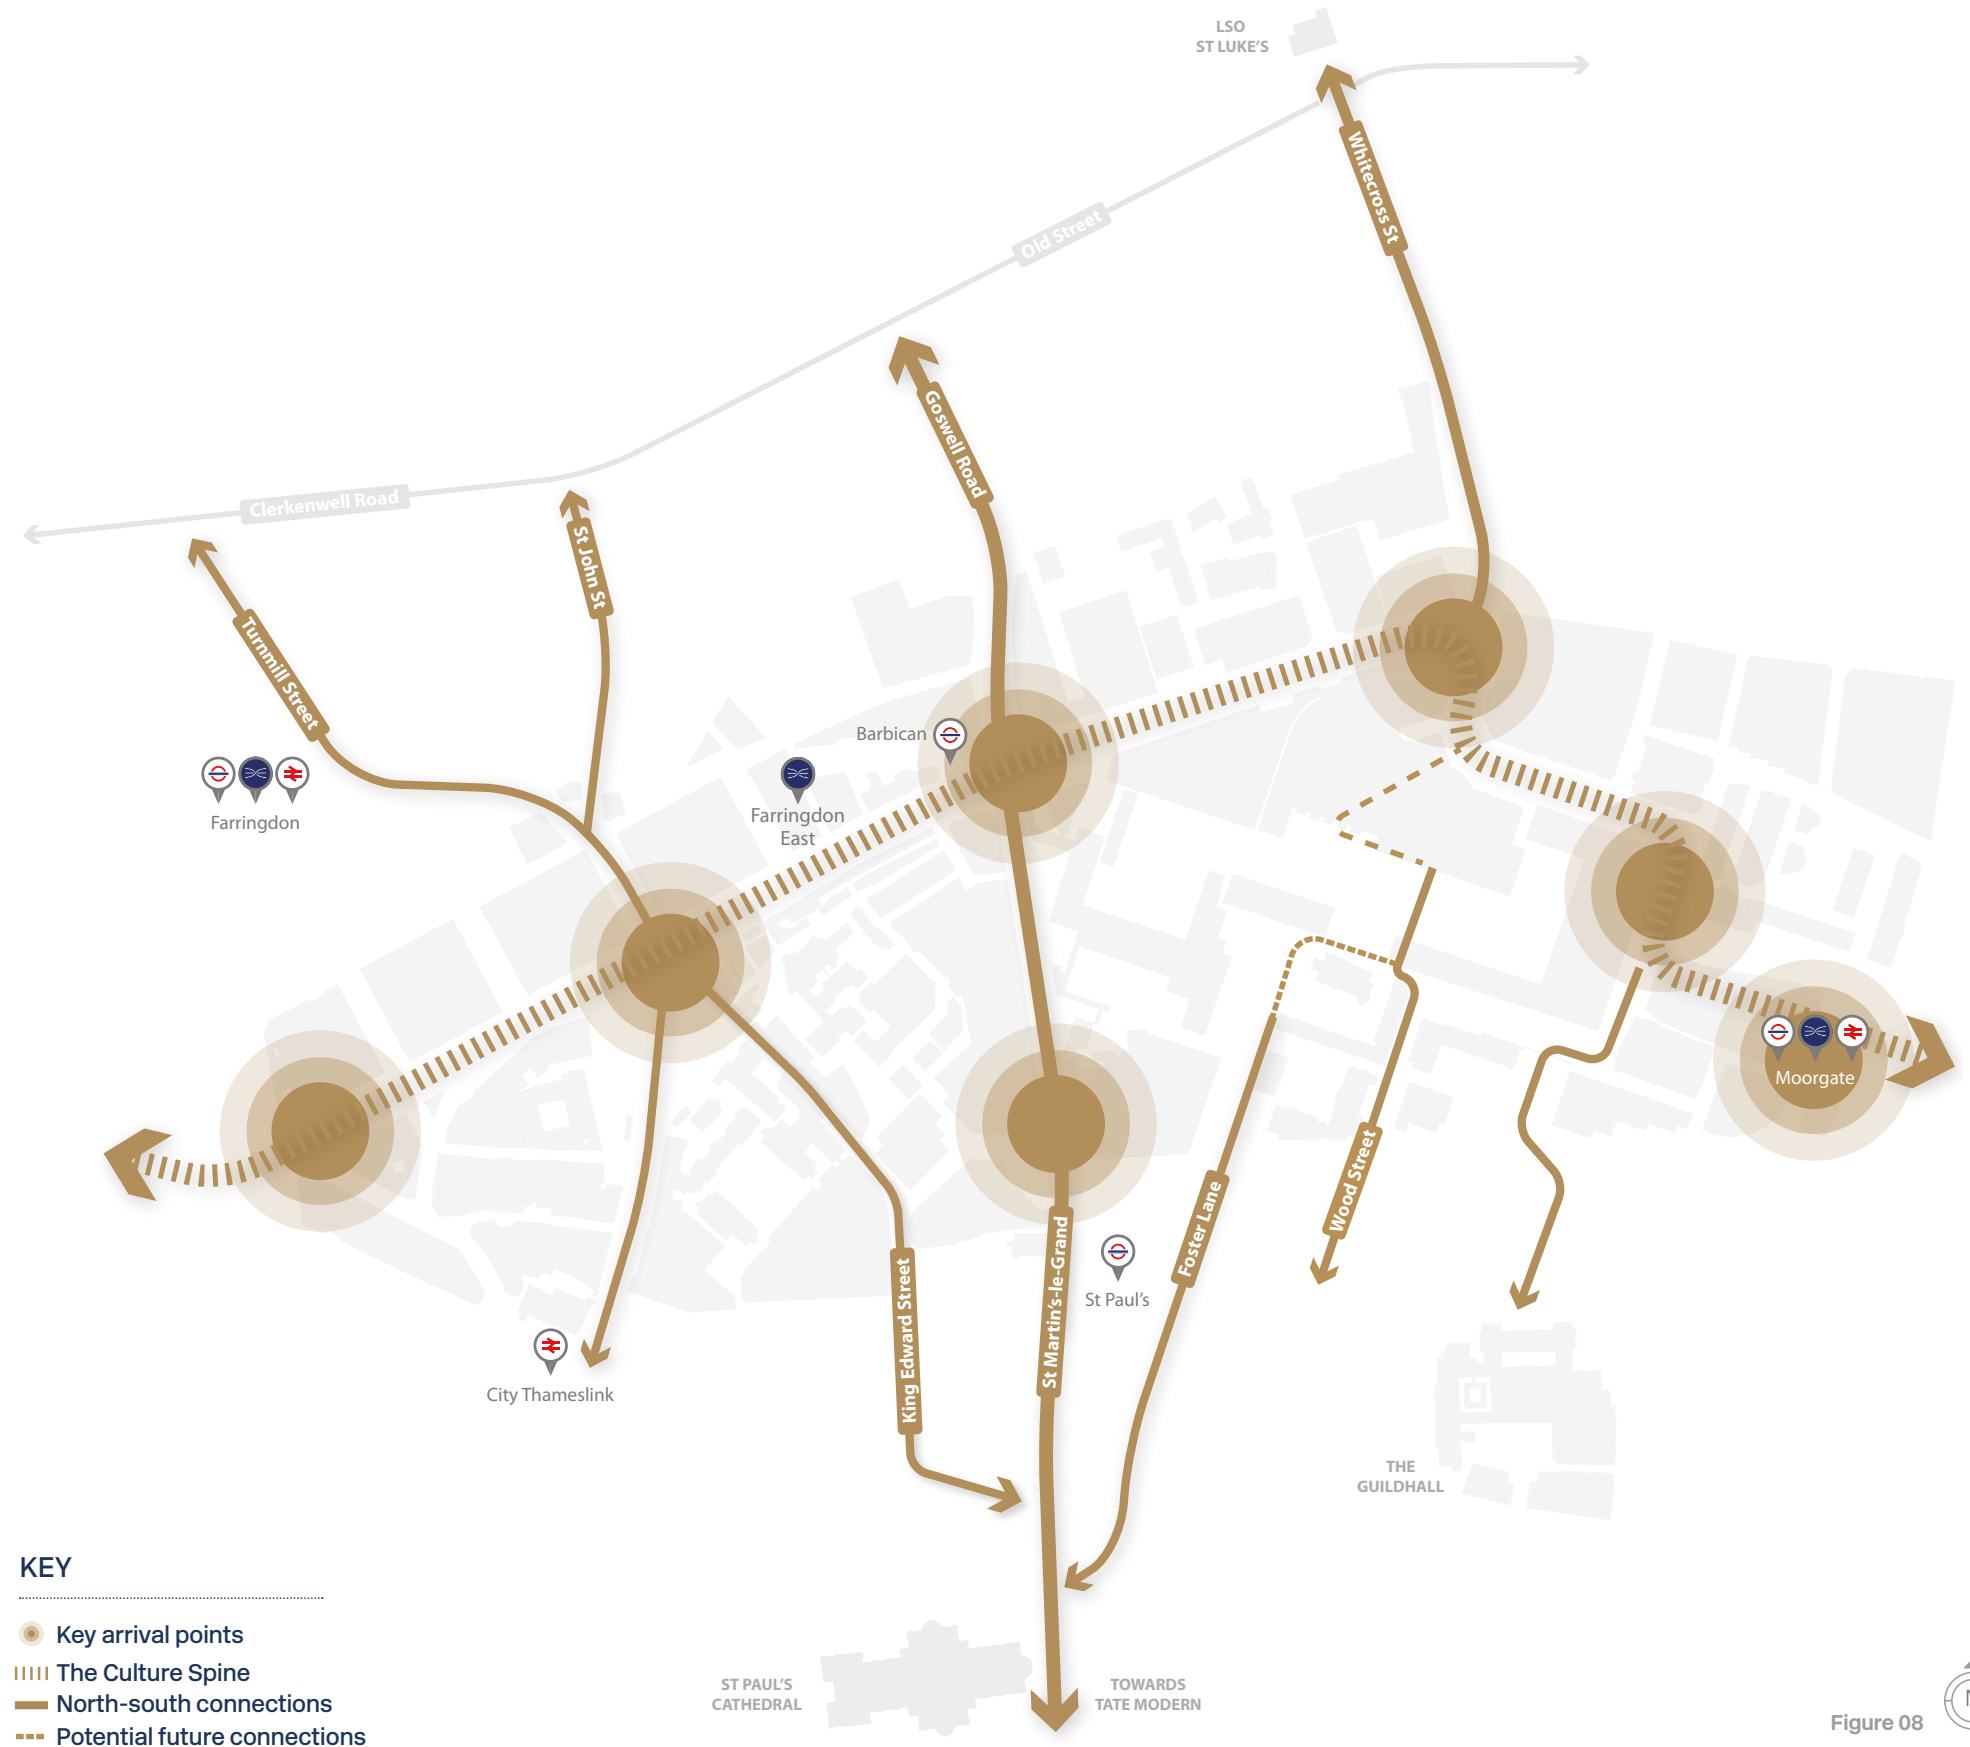 LSO
ST LUKE'S
Whitecross St
Old Street
Goswell Road
Clerkenwell Road
St John St
Turnmill Street
Barbican
Farringdon
Farringdon
East
Moorgate
Wood Street
Foster Lane
St Martin's-le-Grand
St Paul's
King Edward Street
City Thameslink
THE
GUILDHALL
ST PAUL'S
CATHEDRAL
TOWARDS
TATE MODERN
KEY
Key arrival points
The Culture Spine
North-south connections
Potential future connections
Figure 08